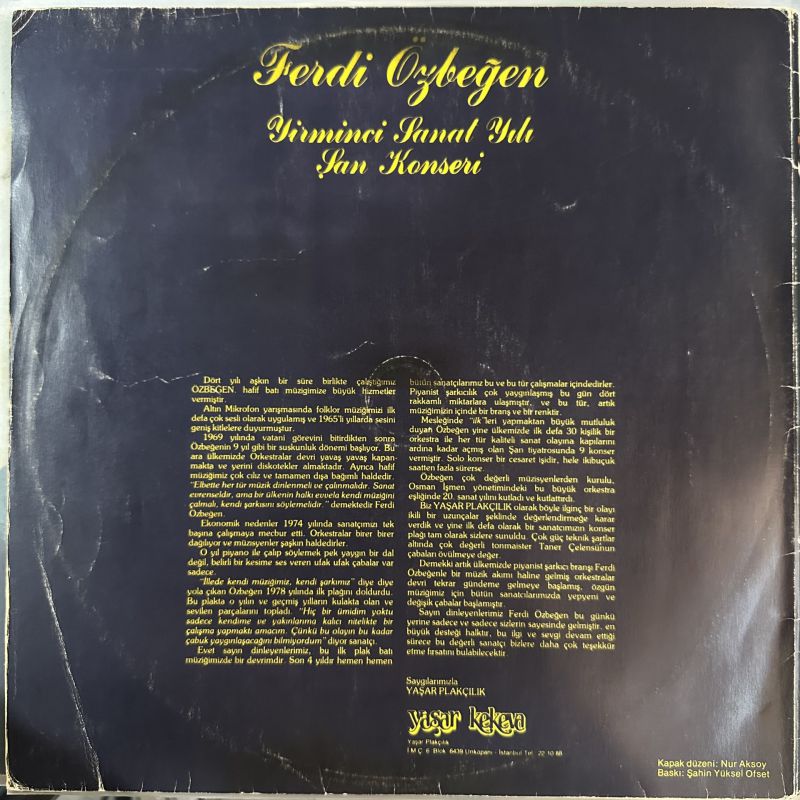 Ferdi Özbeğen
Yirminci Sanat Yılı
Şan Konseri
Dört yılı aşkın bir süre birlikte çalıştığımız
ÖZBEĞEN. hafif batı müziğimize büyük hizmetler
vermiştir.
Altın Mikrofon yarışmasında folklor müziğimizi ilk
defa çok sesli olarak uygulamış ve 1965'li yıllarda sesini
geniş kitlelere duyurmuştur.
1969 yılında vatani görevini bitirdikten sonra
Özbeğenin 9 yıl gibi bir suskunluk dönemi başlıyor. Bu
ara ülkemizde Orkestralar devri yavaş yavaş kapan-
makta ve yerini diskotekler almaktadır. Ayrıca hafif
müziğimiz çok cılız ve tamamen dışa bağımlı haldedir.
"Elbette her tür müzik dinlenmeli ve çalınmalıdır. Sanat
evrenseldir, ama bir ülkenin halkı evvela kendi müziğini
çalmalı, kendi şarkısını söylemelidir." demektedir Ferdi
Özbeğen.
Ekonomik nedenler 1974 yılında sanatçımızı tek
başına çalışmaya mecbur etti. Orkestralar birer birer
dağılıyor ve müzisyenler şaşkın haldedirler.
O yıl piyano ile çalıp söylemek pek yaygın bir dal
değil, belirli bir kesime ses veren ufak ufak çabalar var
sadece.
"İllede kendi müziğimiz, kendi şarkımız" diye diye
yola çıkan Özbeğen 1978 yılında ilk plağını doldurdu.
Bu plakta o yılın ve geçmiş yılların kulakta olan ve
sevilen parçalarını topladı. "Hiç bir ümidim yoktu
sadece kendime ve yakınlarıma kalıcı nitelikte bir
çalışma yapmaktı amacım. Çünkü bu olayın bu kadar
çabuk yaygınlaşacağını bilmiyordum" diyor sanatçı.
Evet sayın dinleyenlerimiz, bu ilk plak batı
müziğimizde bir devrimdir. Son 4 yıldır hemen hemen
bütün sanatçılarımız bu ve bu tür çalışmalar içindedirler.
Piyanist şarkıcılık çok yaygınlaşmış bu gün dört
rakkamlı miktarlara ulaşmıştır, ve bu tür, artık
müziğimizin içinde bir branş ve bir renktir.
Mesleğinde "ilk"leri yapmaktan büyük mutluluk
duyan Özbeğen yine ülkemizde ilk defa 30 kişilik bir
orkestra ile her tür kaliteli sanat olayına kapılarını
ardına kadar açmış olan Şan tiyatrosunda 9 konser
vermiştir. Solo konser bir cesaret işidir, hele ikibuçuk
saatten fazla sürerse.
Özbeğen çok değerli müzisyenlerden kurulu,
Osman İşmen yönetimindeki bu büyük orkestra
eşliğinde 20. sanat yılını kutladı ve kutlattırdı.
Biz YAŞAR PLAKÇILIK olarak böyle ilginç bir olayı
ikili bir uzunçalar şeklinde değerlendirmeğe karar
verdik ve yine ilk defa olarak bir sanatcımızın konser
plağı tam olarak sizlere sunuldu. Çok güç teknik şartlar
altında çok değerli tonmaister Taner Çelensü'nün
çabaları övülmeye değer.
Demekki artık ülkemizde piyanist şarkıcı branşı Ferdi
Özbeğenle bir müzik akımı haline gelmiş orkestralar
devri tekrar gündeme gelmeye başlamış, özgün
müziğimiz için bütün sanatçılarımızda yepyeni ve
değişik çabalar başlamıştır.
Sayın dinleyenlerimiz Ferdi Özbeğen bu günkü
yerine sadece ve sadece sizlerin sayesinde gelmiştir. en
büyük desteği halktır, bu ilgi ve sevgi devam ettiği
sürece bu değerli sanatçı bizlere daha çok teşekkür
etme fırsatını bulabilecektir.
Saygılarımızla
YAŞAR PLAKÇILIK
yaşar kekeva
Yaşar Plakçılık
İ.M.Ç. 6. Blok 6439 Unkapanı - İstanbul Tel: 22 10 88
Kapak düzeni: Nur Aksoy
Baskı: Şahin Yüksel Ofset